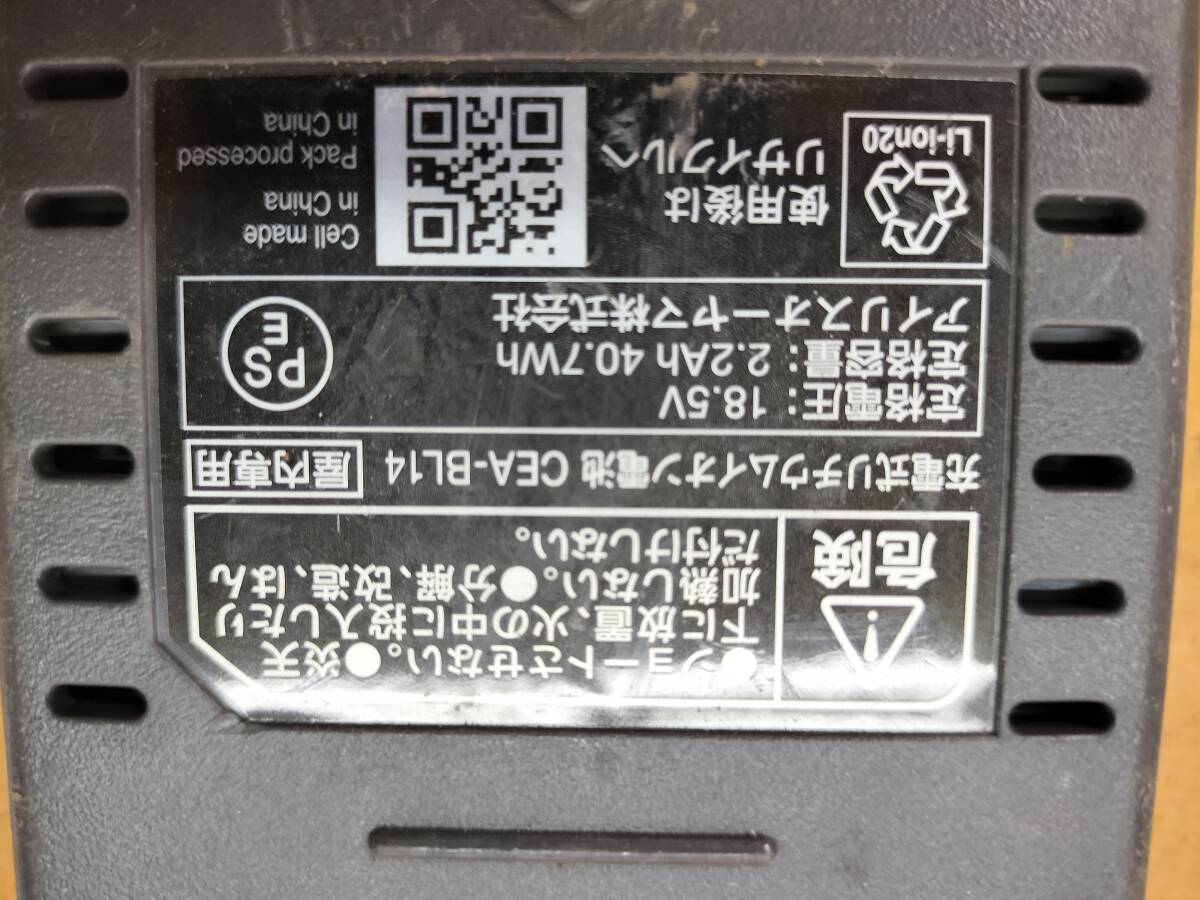 危険
●ショートさせない。●炎天
下に放置、火の中に投入したり
加熱しない。●分解、改造、はん
だ付けしない。
充電式リチウムイオン電池 CEA-BL14 屋内専用
定格電圧：18.5V
定格容量：2.2Ah 40.7Wh
アイリスオーヤマ株式会社
PS
E
Li-ion20
使用後は
リサイクルへ
Cell made
in China
Pack processed
in China